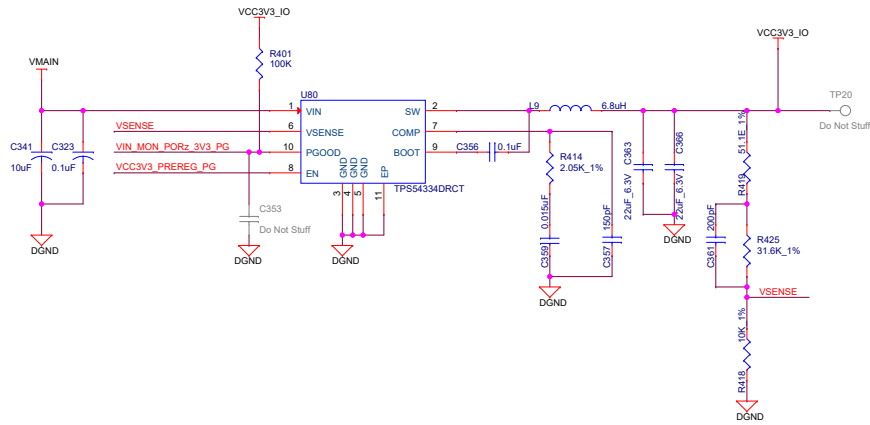 VCC3V3_IO
VCC3V3_IO
VMAIN
R401
100K
U80
TP20
Do Not Stuff
1 VIN SW 2
L9 6.8uH
VSENSE 6 VSENSE COMP 7
VIN_MON_PORz_3V3_PG 10 PGOOD BOOT 9
C356 0.1uF
VCC3V3_PREREG_PG 8 EN
GND GND GND EP
3 4 5 11
TPS54334DRCT
C341
10uF
C323
0.1uF
C353
Do Not Stuff
R414
2.05K_1%
C359 0.015uF
C357 150pF
C363
22uF_6.3V
C366
22uF_6.3V
R419 51.1E_1%
C361 200pF
R425
31.6K_1%
VSENSE
R418 10K_1%
DGND
DGND
DGND
DGND
DGND
DGND